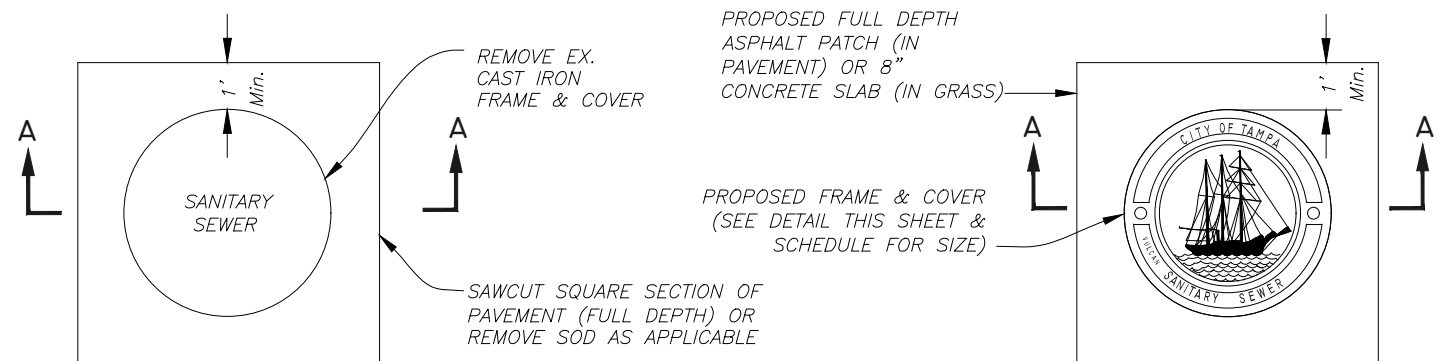 REMOVE EX.
CAST IRON
FRAME & COVER
1'
Min.
A
A
SANITARY
SEWER
SAWCUT SQUARE SECTION OF
PAVEMENT (FULL DEPTH) OR
REMOVE SOD AS APPLICABLE
PROPOSED FULL DEPTH
ASPHALT PATCH (IN
PAVEMENT) OR 8"
CONCRETE SLAB (IN GRASS)
1'
Min.
A
A
PROPOSED FRAME & COVER
(SEE DETAIL THIS SHEET &
SCHEDULE FOR SIZE)
CITY OF TAMPA
VULCAN
SANITARY SEWER